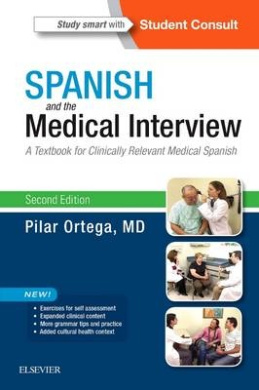 Study smart with
Student Consult
SPANISH
and the
Medical Interview
A Textbook for Clinically Relevant Medical Spanish
Second Edition
Pilar Ortega, MD
NEW!
• Exercises for self assessment
• Expanded clinical content
• More grammar tips and practice
• Added cultural health context
ELSEVIER